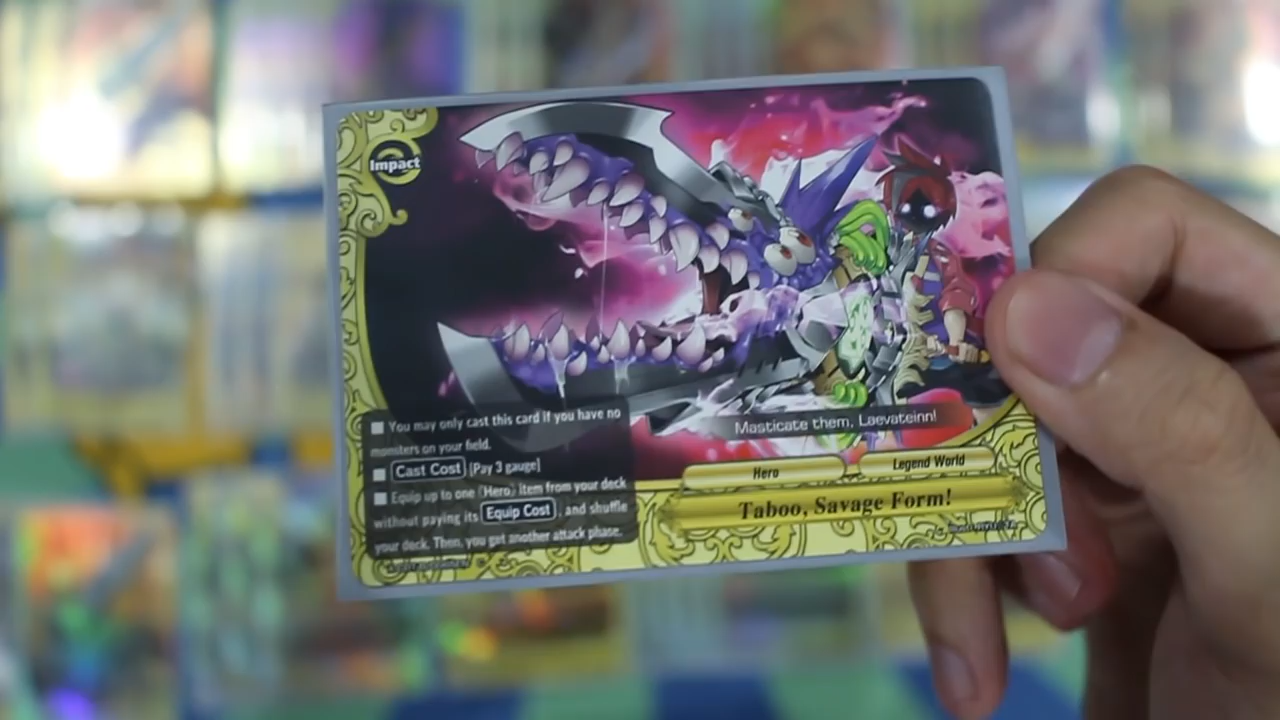 Impact
■ You may only cast this card if you have no
monsters on your field.
■ Cast Cost [Pay 3 gauge]
■ Equip up to one 《Hero》 item from your deck
without paying its Equip Cost, and shuffle
your deck. Then, you get another attack phase.
Masticate them, Laevateinn!
Hero
Legend World
Taboo, Savage Form!